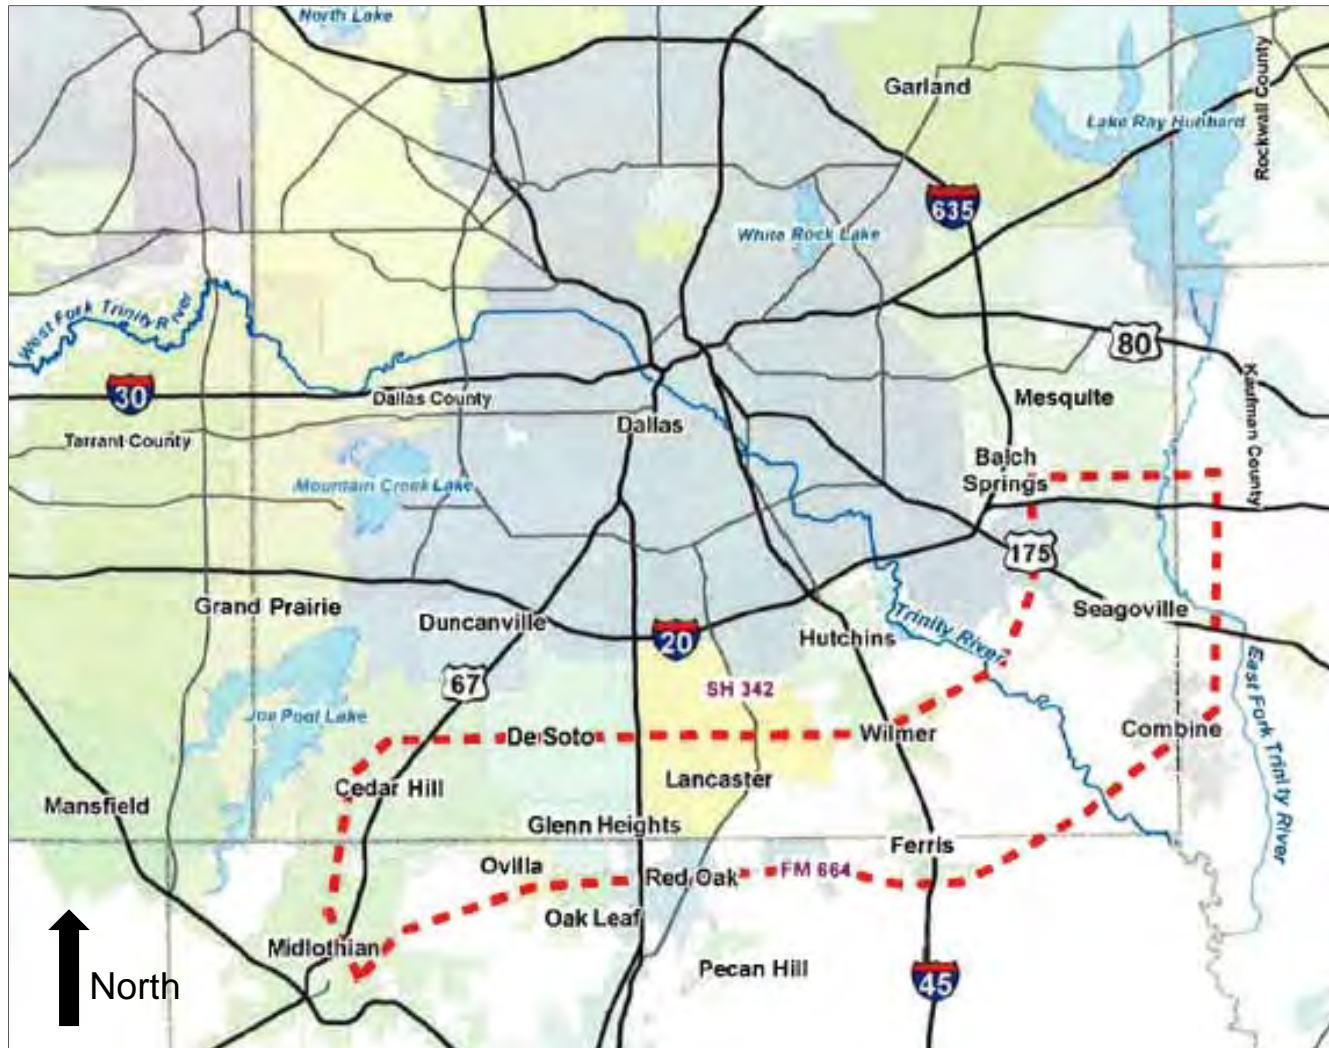 North Lake
Garland
Lake Ray Hubbard
Rockwall County
635
White Rock Lake
West Fork Trinity River
80
30
Dallas County
Mesquite
Kaufman County
Dallas
Tarrant County
Balch
Springs
Mountain Creek Lake
175
Grand Prairie
Duncanville
20
Hutchins
Trinity River
Seagoville
67
SH 342
East Fork Trinity River
Joe Pool Lake
De Soto
Wilmer
Combine
Cedar Hill
Lancaster
Mansfield
Glenn Heights
Ferris
Ovilla
Red Oak
FM 664
Oak Leaf
Midlothian
Pecan Hill
45
North